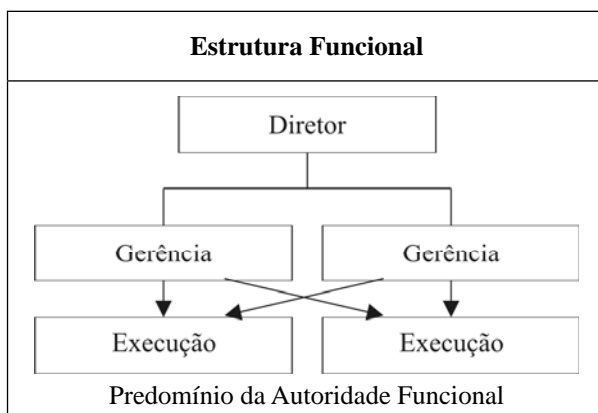 Estrutura Funcional
Diretor
Gerência Gerência
Execução Execução
Predomínio da Autoridade Funcional